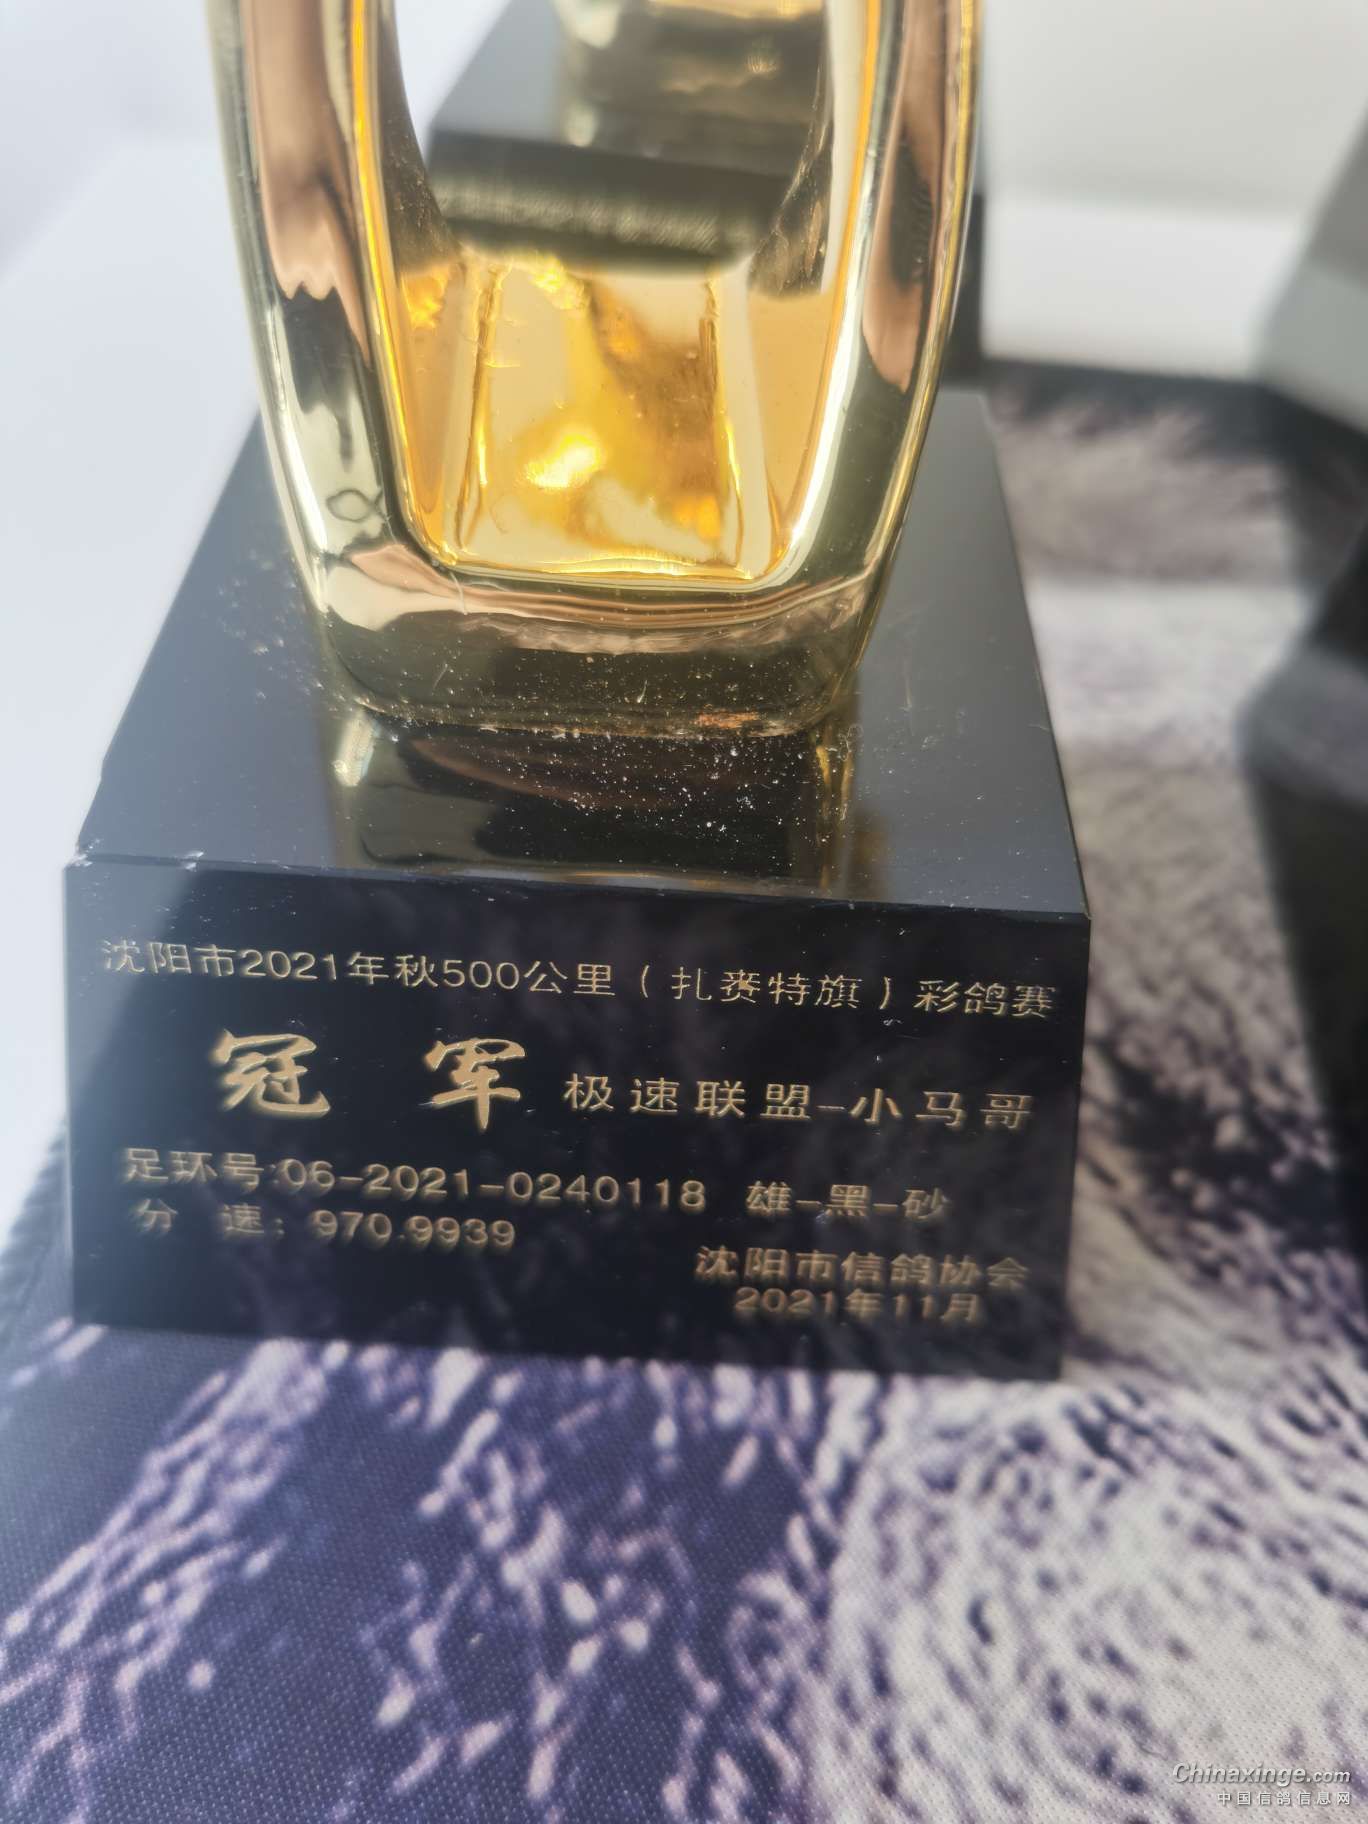 沈阳市2021年秋500公里（扎赉特旗）彩鸽赛
冠军 极速联盟-小马哥
足环号:06-2021-0240118 雄-黑-砂
分 速：970.9939
沈阳市信鸽协会
2021年11月
Chinaxinge.com
中国信鸽信息网